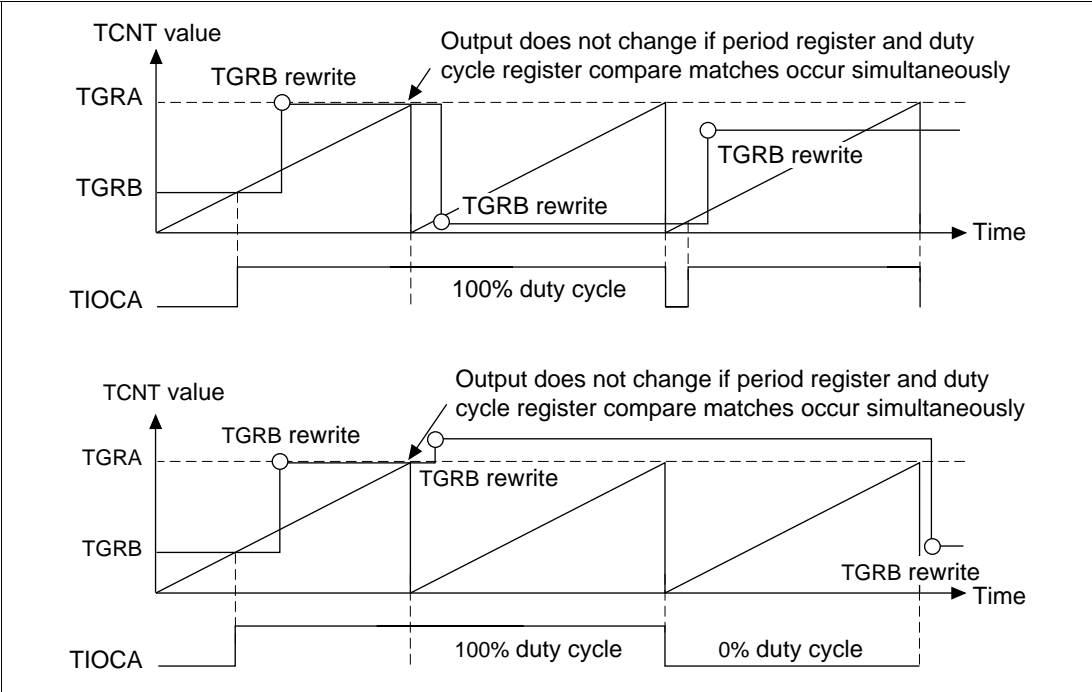 TCNT value
Output does not change if period register and duty
cycle register compare matches occur simultaneously
TGRB rewrite
TGRA
TGRB rewrite
TGRB
TGRB rewrite
Time
100% duty cycle
TIOCA
Output does not change if period register and duty
cycle register compare matches occur simultaneously
TCNT value
TGRB rewrite
TGRA
TGRB rewrite
TGRB
TGRB rewrite
Time
100% duty cycle
0% duty cycle
TIOCA